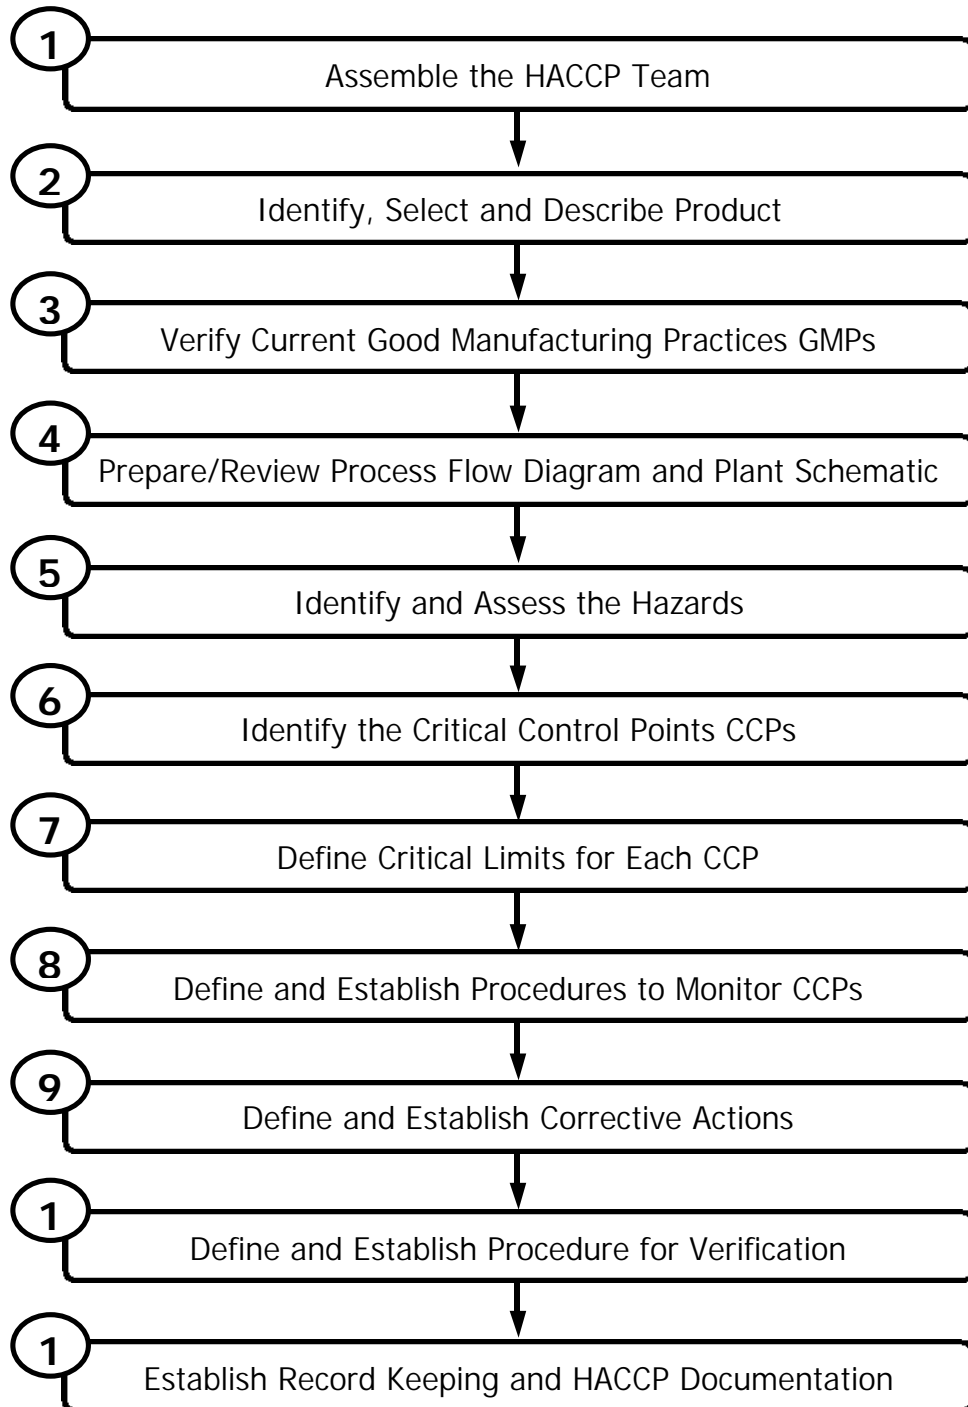 1
Assemble the HACCP Team
2
Identify, Select and Describe Product
3
Verify Current Good Manufacturing Practices GMPs
4
Prepare/Review Process Flow Diagram and Plant Schematic
5
Identify and Assess the Hazards
6
Identify the Critical Control Points CCPs
7
Define Critical Limits for Each CCP
8
Define and Establish Procedures to Monitor CCPs
9
Define and Establish Corrective Actions
1
Define and Establish Procedure for Verification
1
Establish Record Keeping and HACCP Documentation